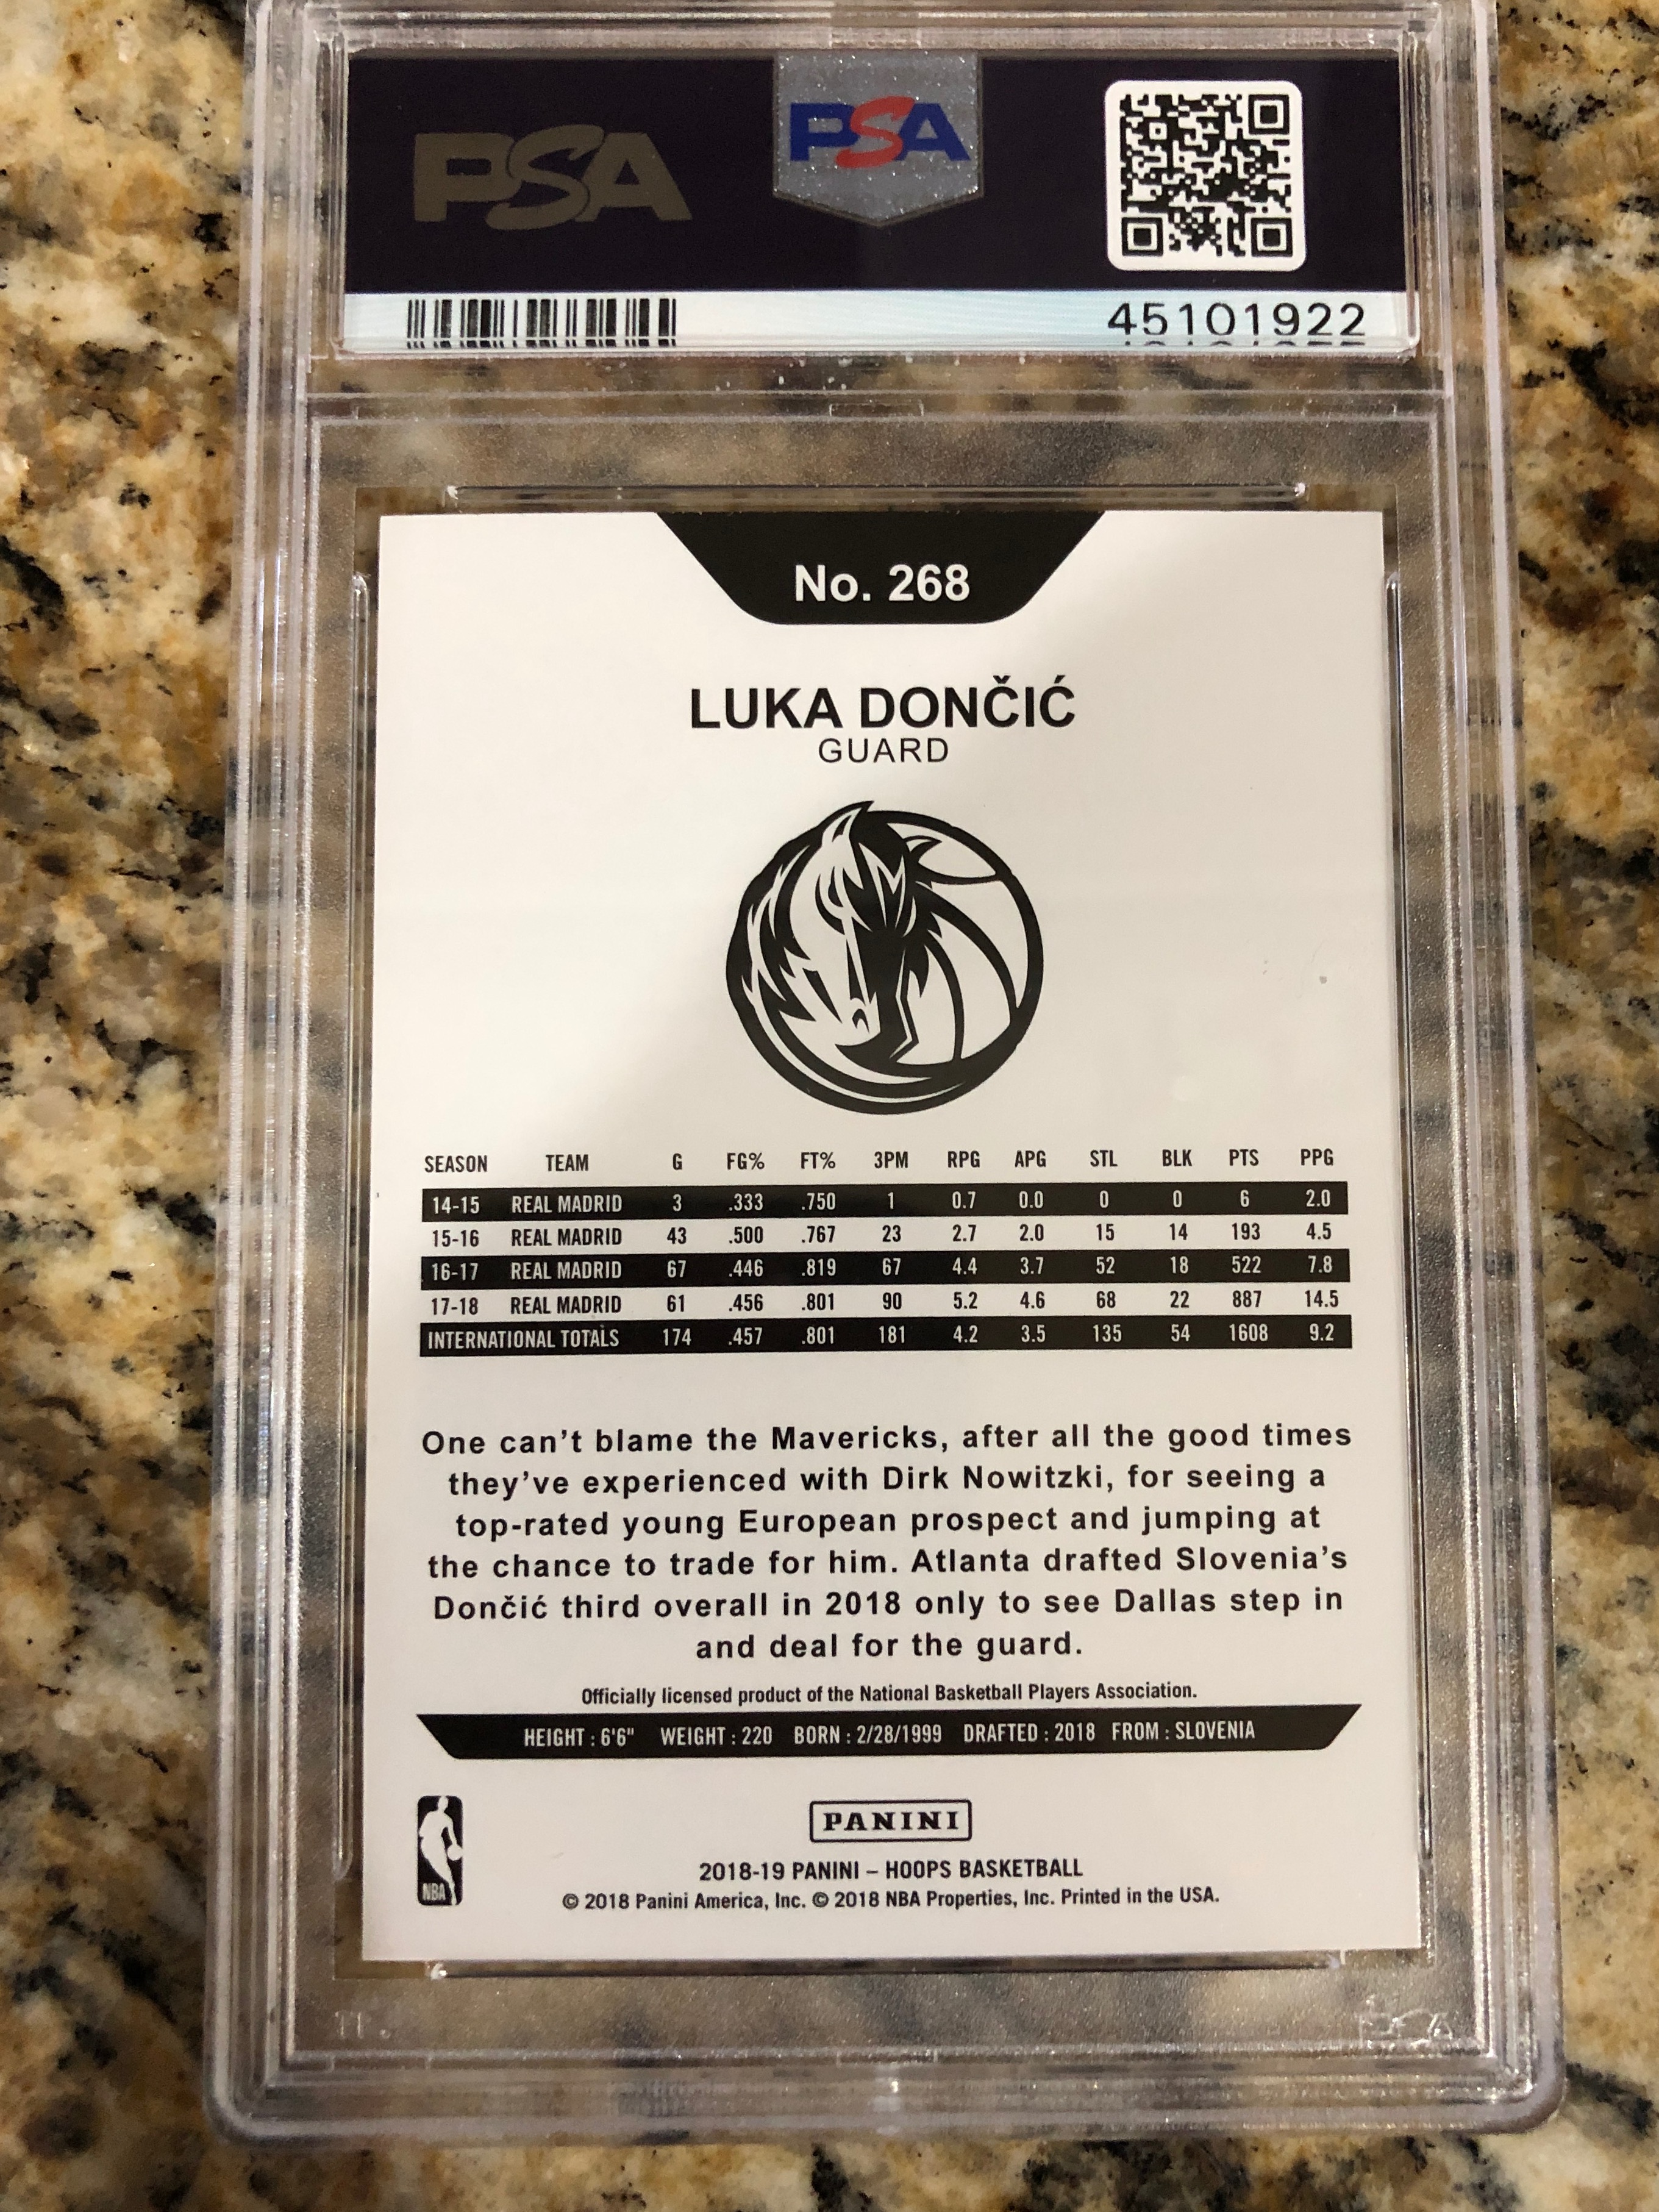 PSA
PSA
45101922
No. 268
LUKA DONČIĆ
GUARD
SEASON TEAM G FG% FT% 3PM RPG APG STL BLK PTS PPG
14-15 REAL MADRID 3 .333 .750 1 0.7 0.0 0 0 6 2.0
15-16 REAL MADRID 43 .500 .767 23 2.7 2.0 15 14 193 4.5
16-17 REAL MADRID 67 .446 .819 67 4.4 3.7 52 18 522 7.8
17-18 REAL MADRID 61 .456 .801 90 5.2 4.6 68 22 887 14.5
INTERNATIONAL TOTALS 174 .457 .801 181 4.2 3.5 135 54 1608 9.2
One can't blame the Mavericks, after all the good times
they've experienced with Dirk Nowitzki, for seeing a
top-rated young European prospect and jumping at
the chance to trade for him. Atlanta drafted Slovenia's
Dončić third overall in 2018 only to see Dallas step in
and deal for the guard.
Officially licensed product of the National Basketball Players Association.
HEIGHT : 6'6" WEIGHT : 220 BORN : 2/28/1999 DRAFTED : 2018 FROM : SLOVENIA
NBA
PANINI
2018-19 PANINI – HOOPS BASKETBALL
© 2018 Panini America, Inc. © 2018 NBA Properties, Inc. Printed in the USA.